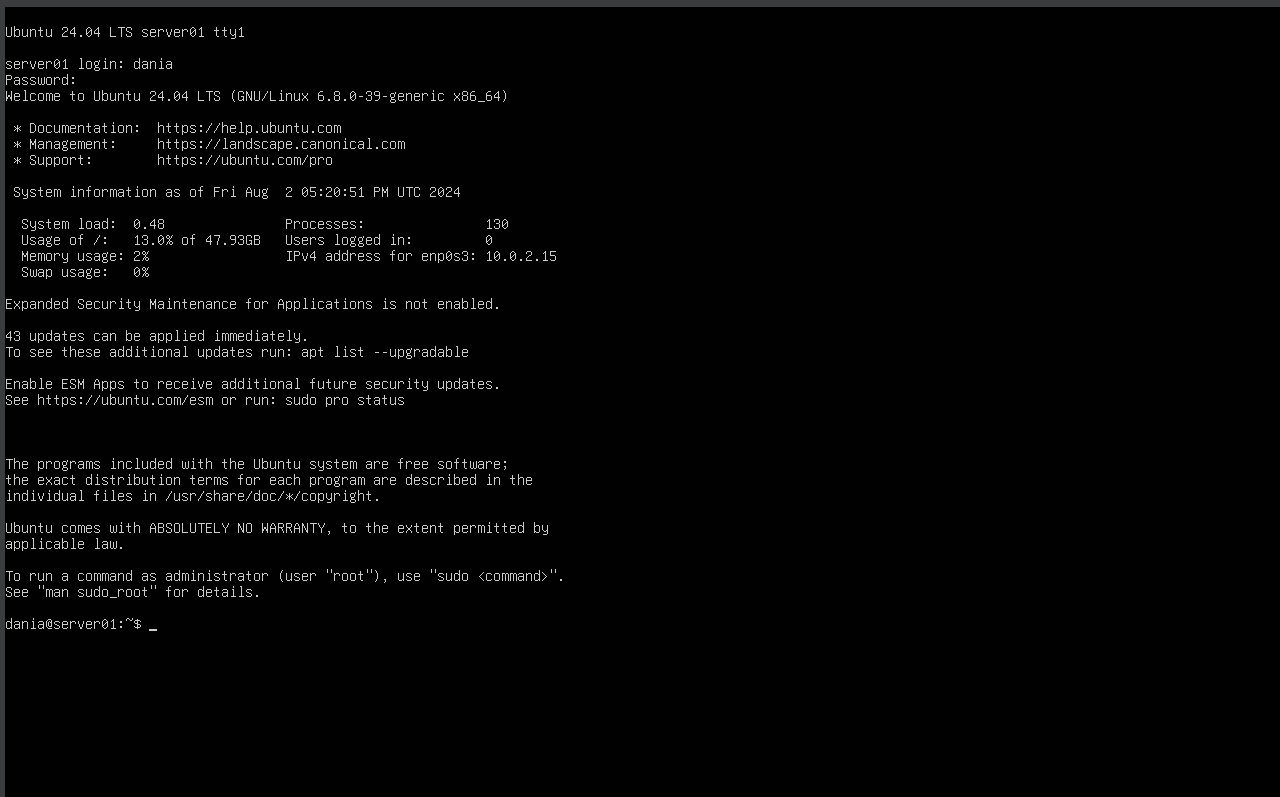 Ubuntu 24.04 LTS server01 tty1
server01 login: dania
Password:
Welcome to Ubuntu 24.04 LTS (GNU/Linux 6.8.0-39-generic x86_64)
* Documentation:  https://help.ubuntu.com
* Management:     https://landscape.canonical.com
* Support:        https://ubuntu.com/pro
System information as of Fri Aug  2 05:20:51 PM UTC 2024
System load:  0.48               Processes:               130
Usage of /:   13.0% of 47.93GB   Users logged in:         0
Memory usage: 2%                 IPv4 address for enp0s3: 10.0.2.15
Swap usage:   0%
Expanded Security Maintenance for Applications is not enabled.
43 updates can be applied immediately.
To see these additional updates run: apt list --upgradable
Enable ESM Apps to receive additional future security updates.
See https://ubuntu.com/esm or run: sudo pro status
The programs included with the Ubuntu system are free software;
the exact distribution terms for each program are described in the
individual files in /usr/share/doc/*/copyright.
Ubuntu comes with ABSOLUTELY NO WARRANTY, to the extent permitted by
applicable law.
To run a command as administrator (user "root"), use "sudo <command>".
See "man sudo_root" for details.
dania@server01:~$ _